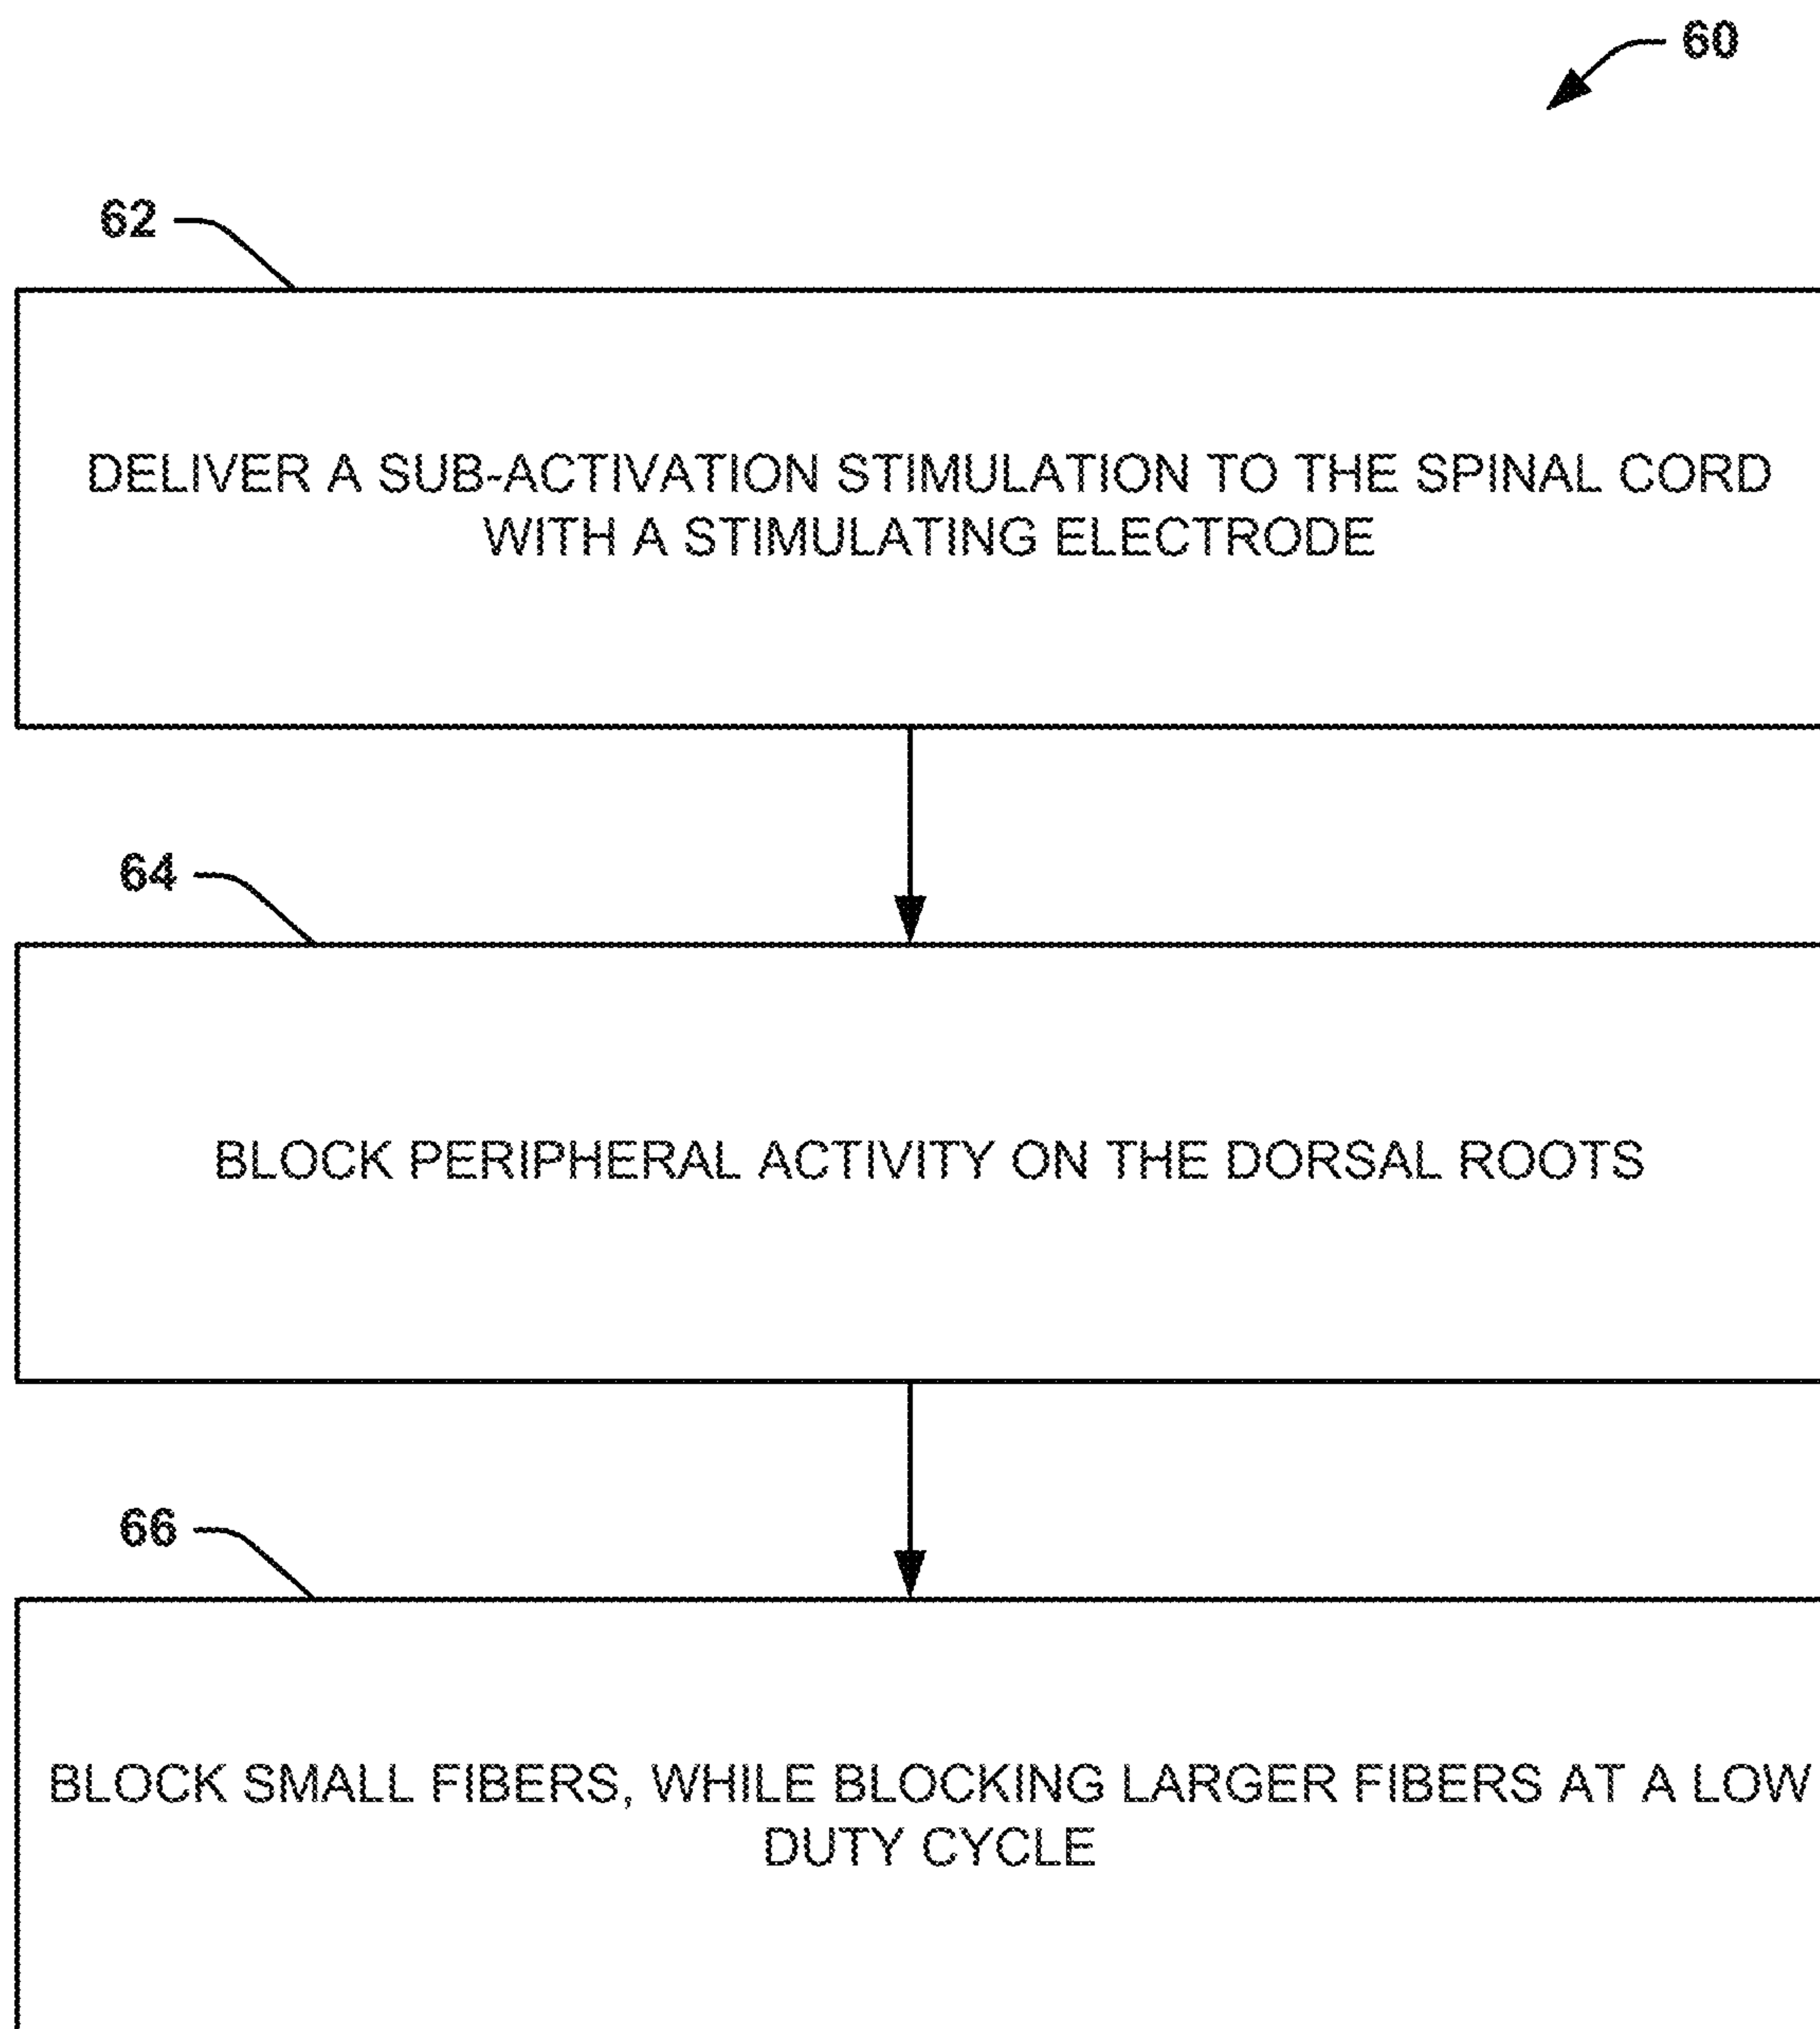 60
62
DELIVER A SUB-ACTIVATION STIMULATION TO THE SPINAL CORD
WITH A STIMULATING ELECTRODE
64
BLOCK PERIPHERAL ACTIVITY ON THE DORSAL ROOTS
66
BLOCK SMALL FIBERS, WHILE BLOCKING LARGER FIBERS AT A LOW
DUTY CYCLE